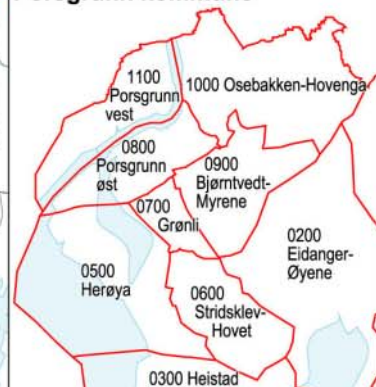 1100
Porsgrunn
vest
1000 Osebakken-Hovenga
0800
Porsgrunn
øst
0900
Bjørntvedt-
Myrene
0700
Grønli
0200
Eidanger-
Øyene
0500
Herøya
0600
Stridsklev-
Hovet
0300 Heistad